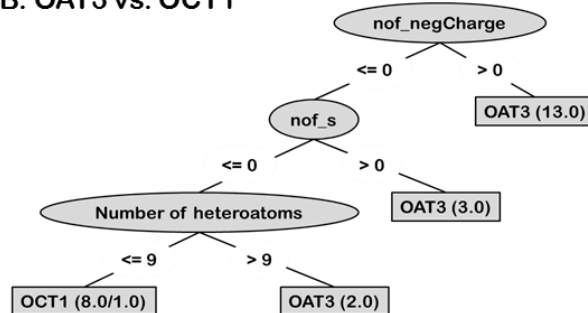 B. OAT3 vs. OCT1
nof_negCharge
<= 0
> 0
OAT3 (13.0)
nof_s
<= 0
> 0
OAT3 (3.0)
Number of heteroatoms
<= 9
> 9
OCT1 (8.0/1.0)
OAT3 (2.0)